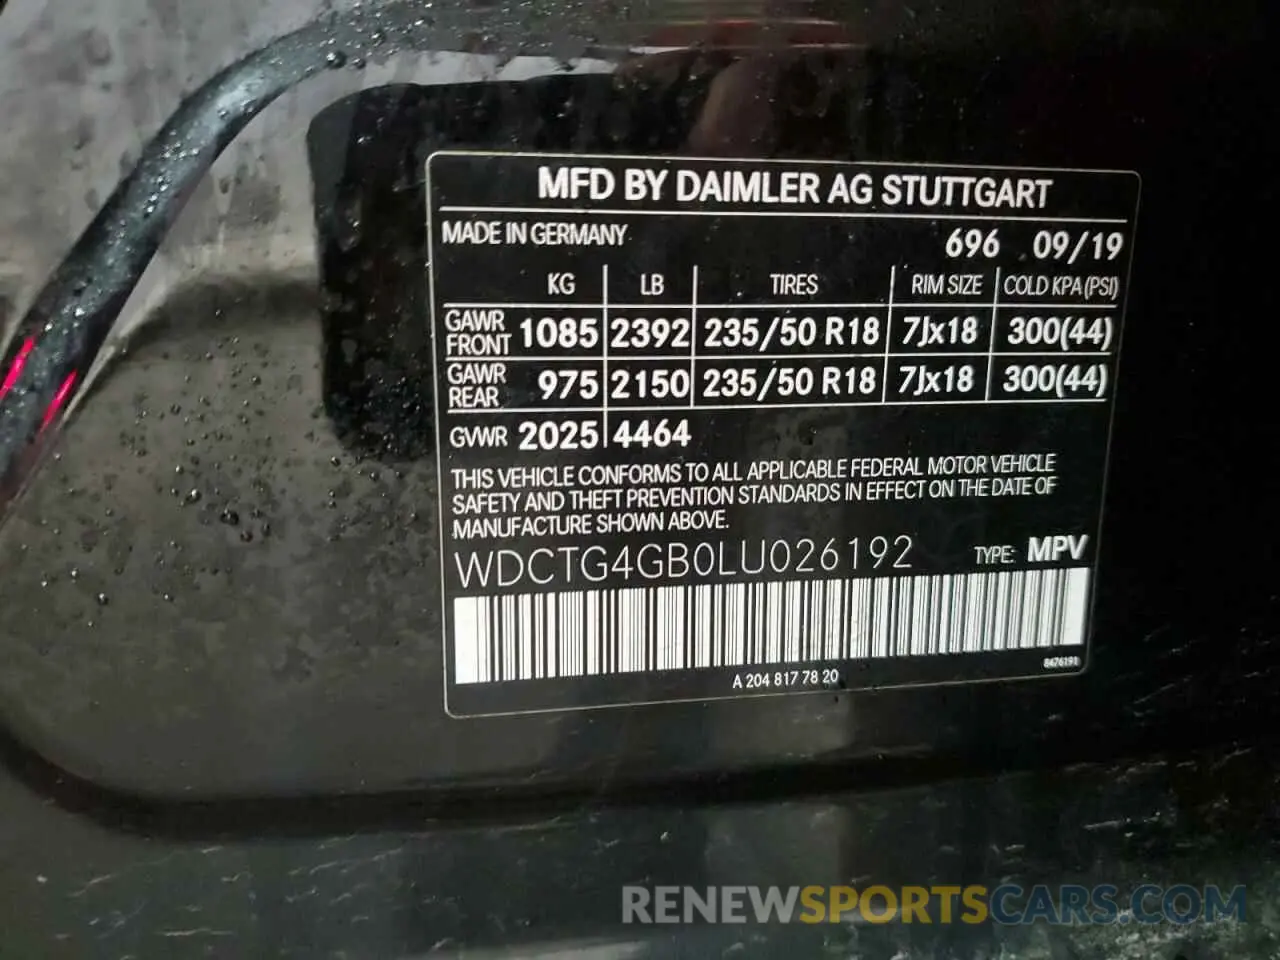 MFD BY DAIMLER AG STUTTGART
MADE IN GERMANY 696 09/19
KG LB TIRES RIM SIZE COLD KPA (PSI)
GAWR FRONT 1085 2392 235/50 R18 7Jx18 300(44)
GAWR REAR 975 2150 235/50 R18 7Jx18 300(44)
GVWR 2025 4464
THIS VEHICLE CONFORMS TO ALL APPLICABLE FEDERAL MOTOR VEHICLE
SAFETY AND THEFT PREVENTION STANDARDS IN EFFECT ON THE DATE OF
MANUFACTURE SHOWN ABOVE.
WDCTG4GB0LU026192 TYPE: MPV
8476191
A 204 817 78 20
RENEWSPORTSCARS.COM